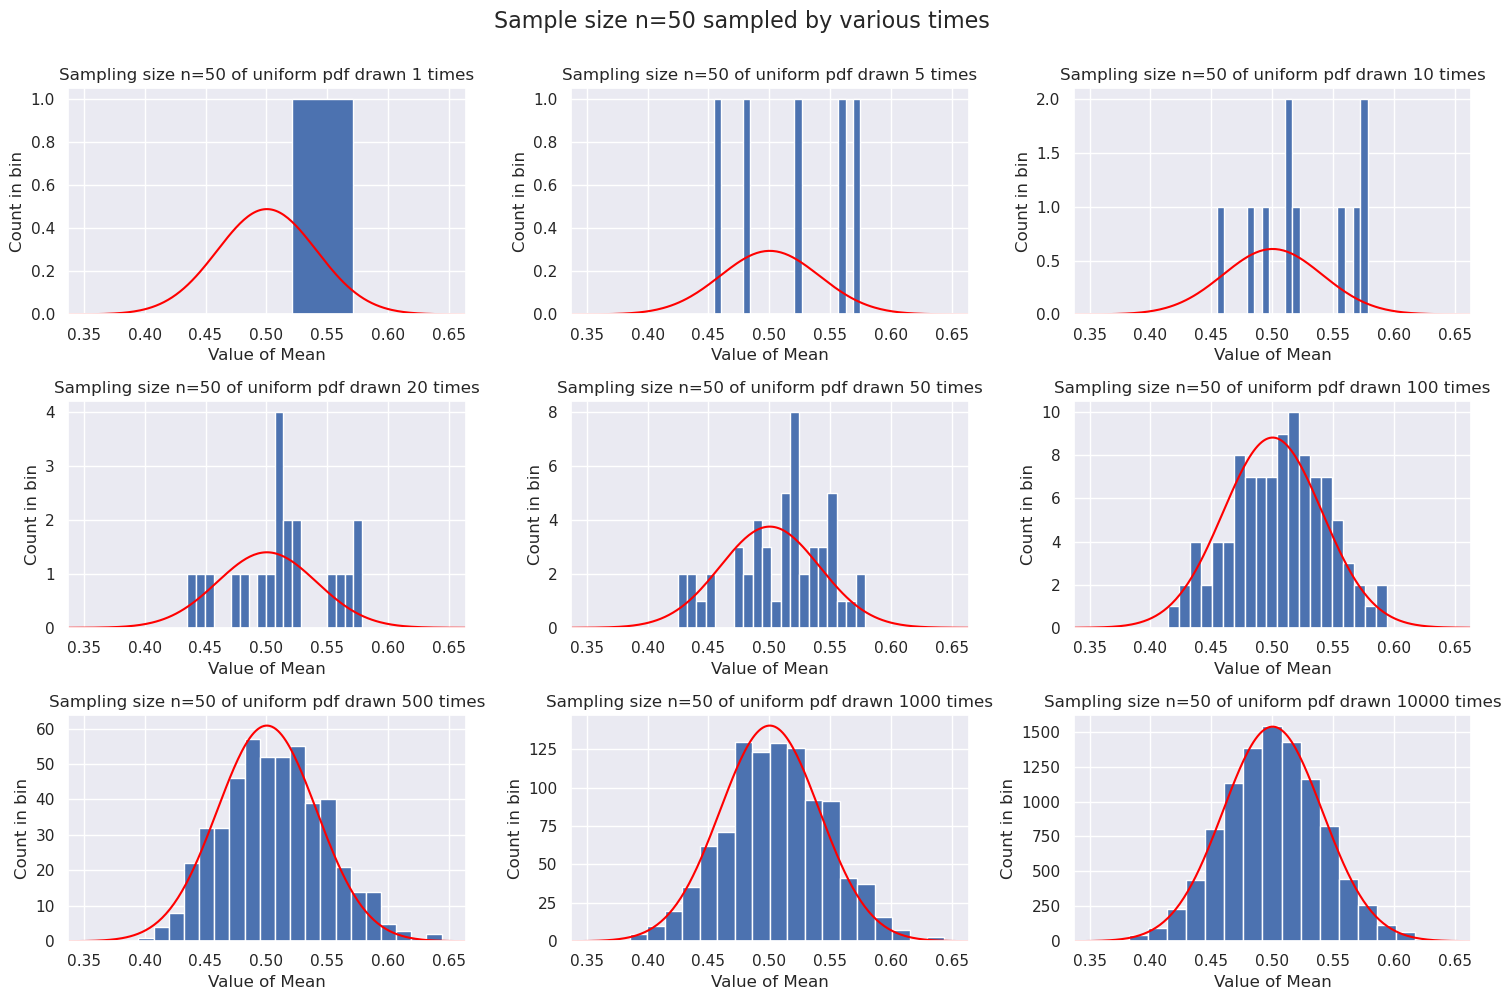 Sample size n=50 sampled by various times
Sampling size n=50 of uniform pdf drawn 1 times
Count in bin
1.0
0.8
0.6
0.4
0.2
0.0
0.35 0.40 0.45 0.50 0.55 0.60 0.65
Value of Mean
Sampling size n=50 of uniform pdf drawn 5 times
Count in bin
1.0
0.8
0.6
0.4
0.2
0.0
0.35 0.40 0.45 0.50 0.55 0.60 0.65
Value of Mean
Sampling size n=50 of uniform pdf drawn 10 times
Count in bin
2.0
1.5
1.0
0.5
0.0
0.35 0.40 0.45 0.50 0.55 0.60 0.65
Value of Mean
Sampling size n=50 of uniform pdf drawn 20 times
Count in bin
4
3
2
1
0
0.35 0.40 0.45 0.50 0.55 0.60 0.65
Value of Mean
Sampling size n=50 of uniform pdf drawn 50 times
Count in bin
8
6
4
2
0
0.35 0.40 0.45 0.50 0.55 0.60 0.65
Value of Mean
Sampling size n=50 of uniform pdf drawn 100 times
Count in bin
10
8
6
4
2
0
0.35 0.40 0.45 0.50 0.55 0.60 0.65
Value of Mean
Sampling size n=50 of uniform pdf drawn 500 times
Count in bin
60
50
40
30
20
10
0
0.35 0.40 0.45 0.50 0.55 0.60 0.65
Value of Mean
Sampling size n=50 of uniform pdf drawn 1000 times
Count in bin
125
100
75
50
25
0
0.35 0.40 0.45 0.50 0.55 0.60 0.65
Value of Mean
Sampling size n=50 of uniform pdf drawn 10000 times
Count in bin
1500
1250
1000
750
500
250
0
0.35 0.40 0.45 0.50 0.55 0.60 0.65
Value of Mean